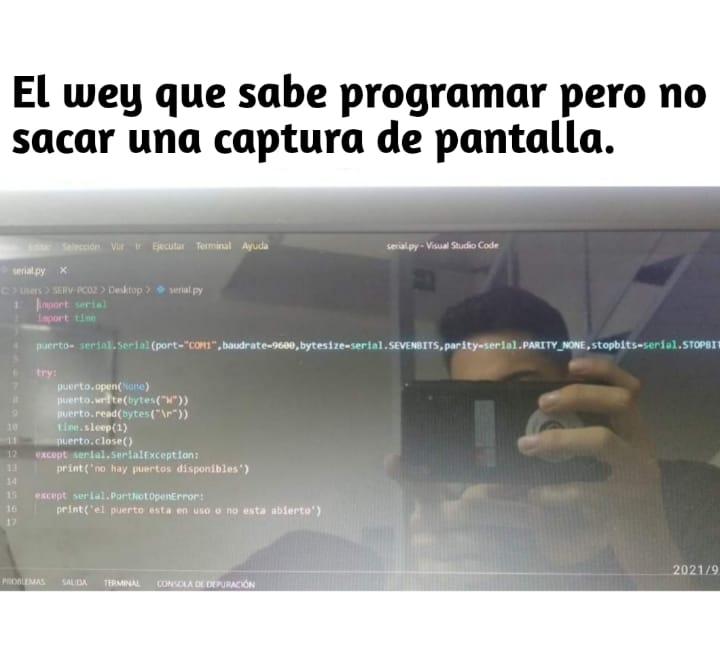 El wey que sabe programar pero no
sacar una captura de pantalla.
Editar Selección Ver Ir Ejecutar Terminal Ayuda
serial.py - Visual Studio Code
serial.py X
C: > Users > SERV-PC02 > Desktop > serial.py
1 import serial
2 import time
3
4 puerto= serial.Serial(port="COM1",baudrate=9600,bytesize=serial.SEVENBITS,parity=serial.PARITY_NONE,stopbits=serial.STOPBIT
5
6 try:
7 puerto.open(None)
8 puerto.write(bytes("W"))
9 puerto.read(bytes("\r"))
10 time.sleep(1)
11 puerto.close()
12 except serial.SerialException:
13 print('no hay puertos disponibles')
14
15 except serial.PortNotOpenError:
16 print('el puerto esta en uso o no esta abierto')
17
2021/9
PROBLEMAS SALIDA TERMINAL CONSOLA DE DEPURACIÓN